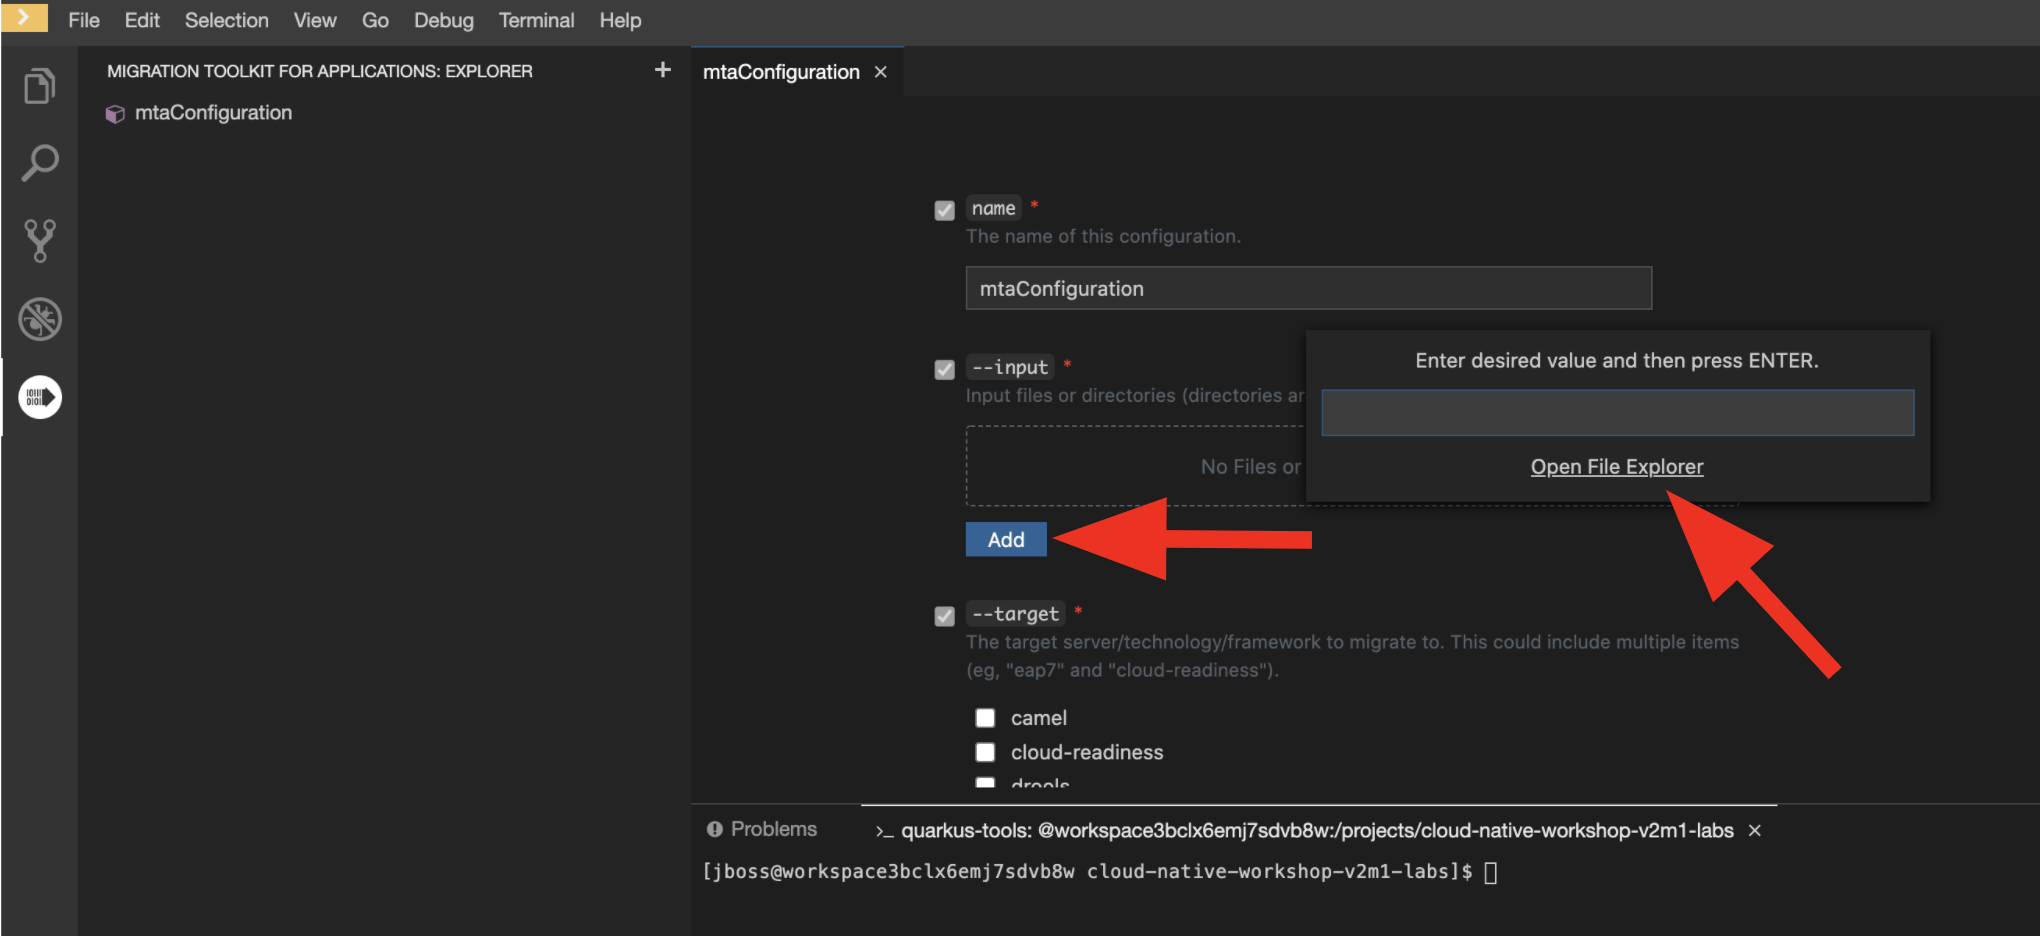 File Edit Selection View Go Debug Terminal Help
MIGRATION TOOLKIT FOR APPLICATIONS: EXPLORER
mtaConfiguration
mtaConfiguration
name *
The name of this configuration.
mtaConfiguration
--input *
Input files or directories (directories ar
No Files or
Enter desired value and then press ENTER.
Open File Explorer
Add
--target *
The target server/technology/framework to migrate to. This could include multiple items
(eg, "eap7" and "cloud-readiness").
camel
cloud-readiness
drools
Problems
>_ quarkus-tools: @workspace3bclx6emj7sdvb8w:/projects/cloud-native-workshop-v2m1-labs
[jboss@workspace3bclx6emj7sdvb8w cloud-native-workshop-v2m1-labs]$